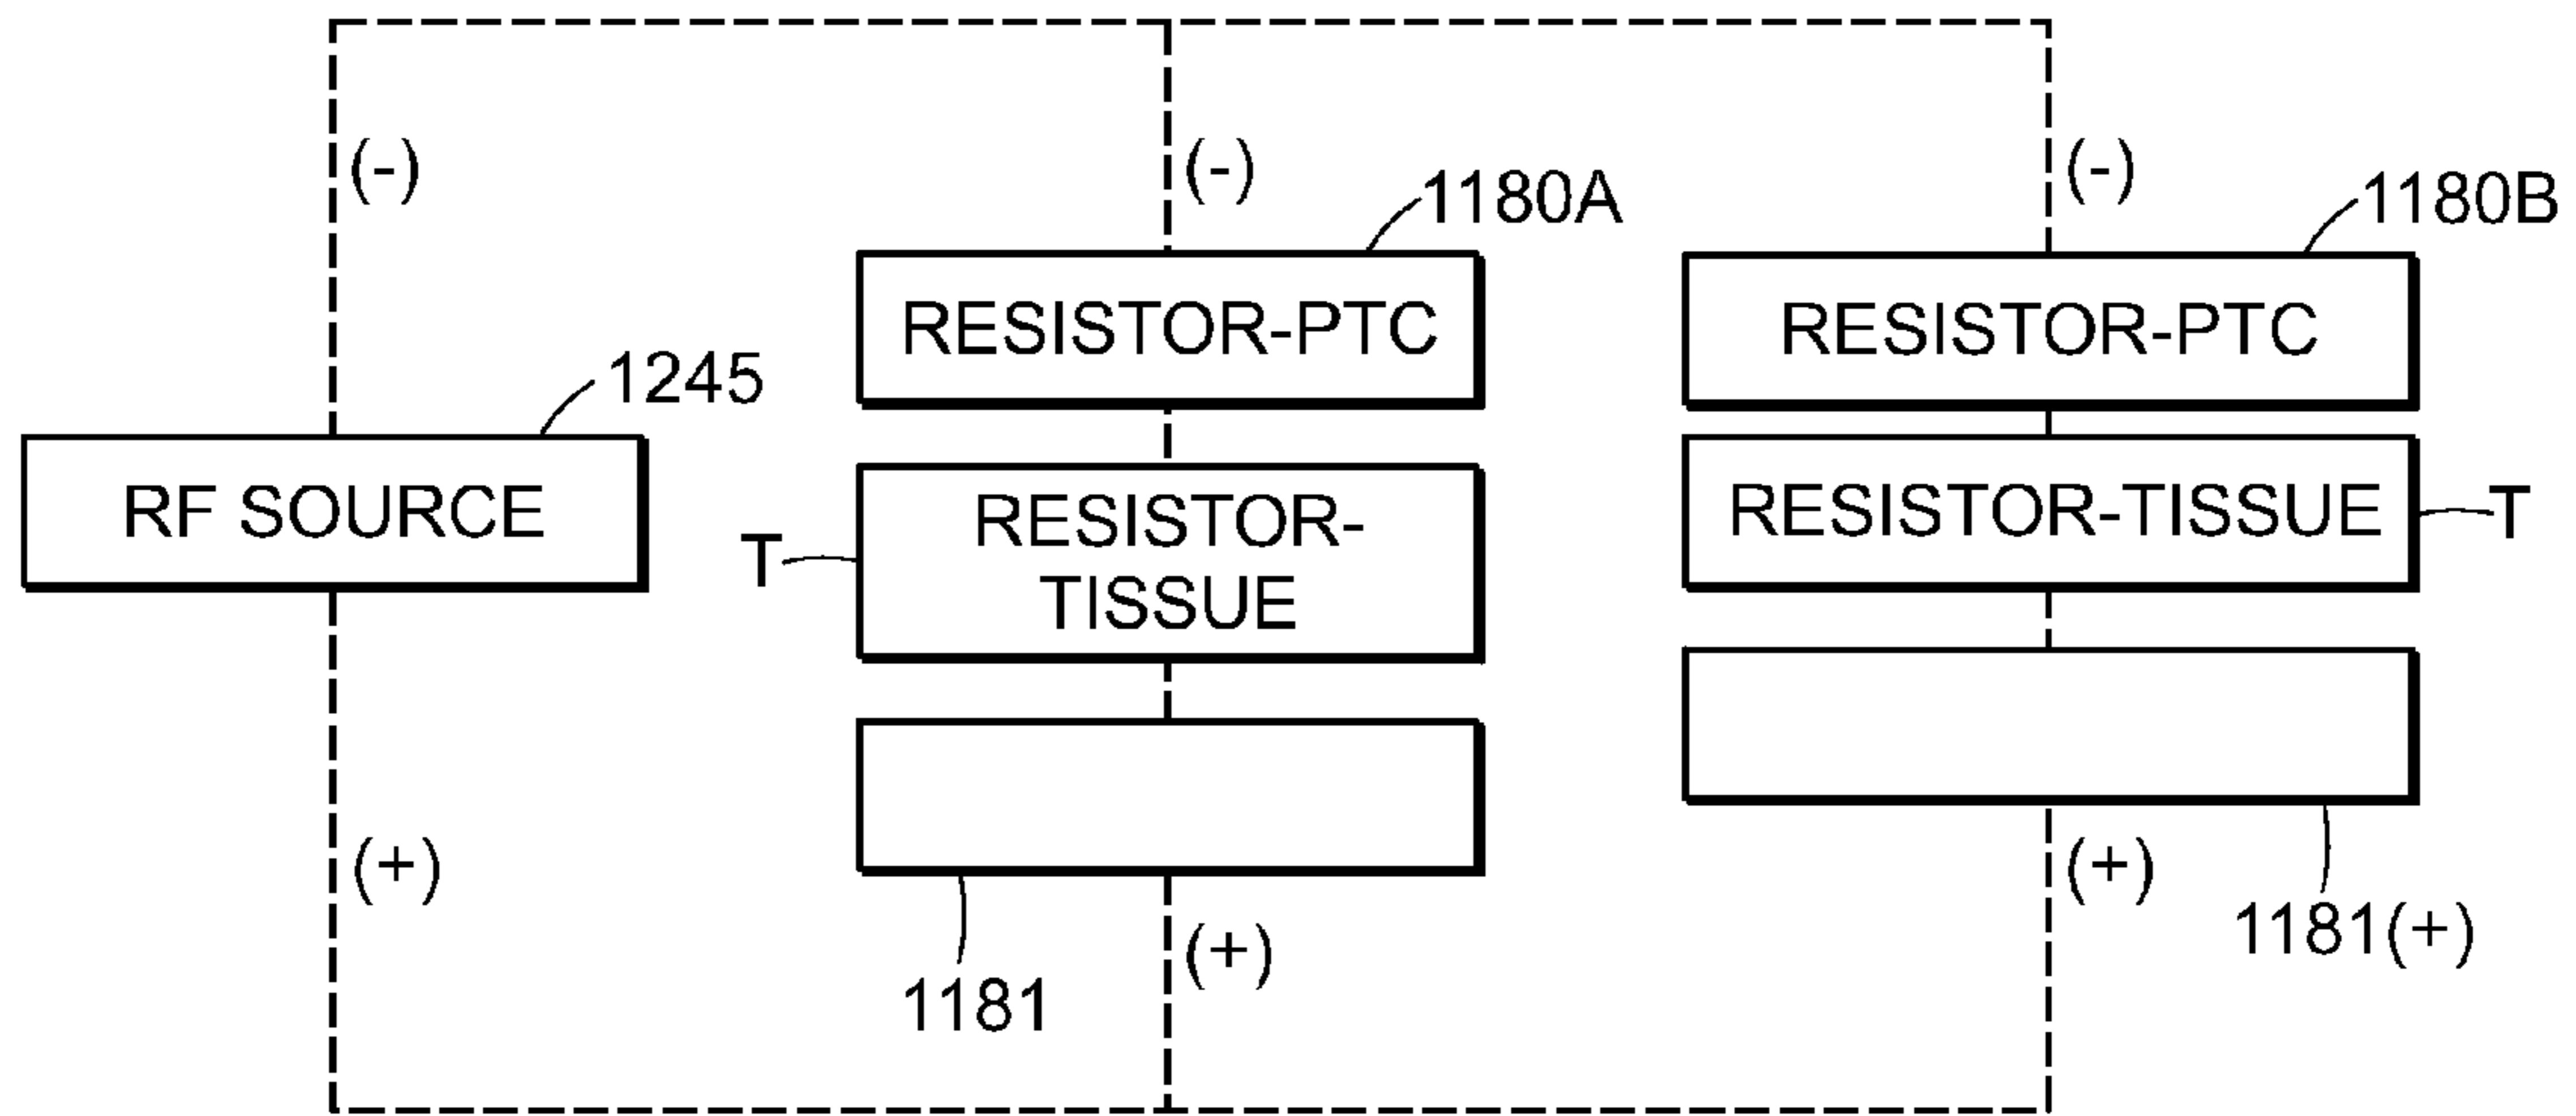 (-)
(-)
(-)
1180A
1180B
RESISTOR-PTC
RESISTOR-PTC
1245
RF SOURCE
T
RESISTOR-
TISSUE
RESISTOR-TISSUE
T
(+)
(+)
(+)
1181
1181(+)